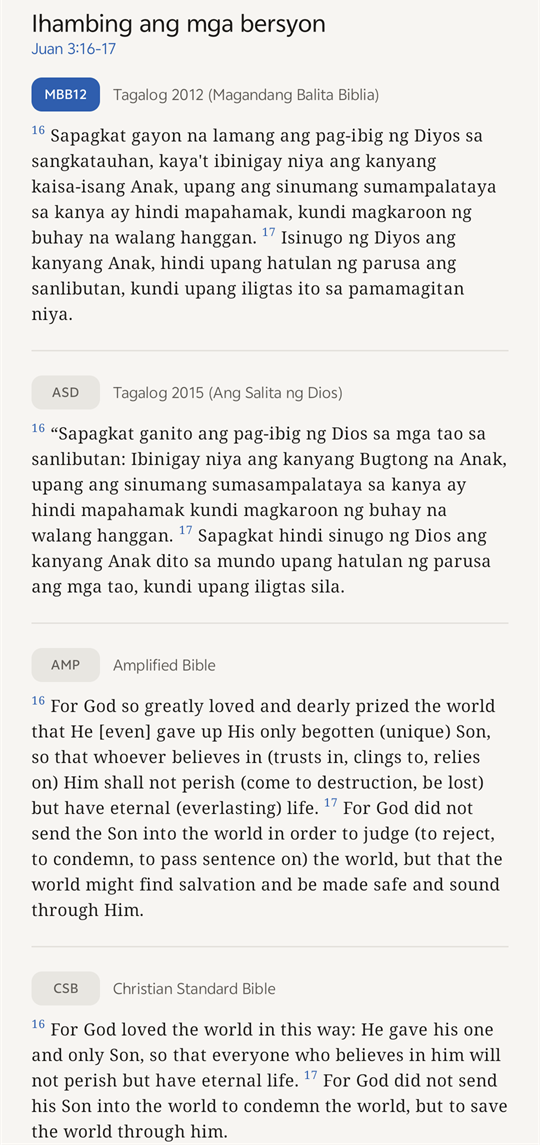 Ihambing ang mga bersyon
Juan 3:16-17
MBB12 Tagalog 2012 (Magandang Balita Biblia)
16 Sapagkat gayon na lamang ang pag-ibig ng Diyos sa
sangkatauhan, kaya't ibinigay niya ang kanyang
kaisa-isang Anak, upang ang sinumang sumampalataya
sa kanya ay hindi mapahamak, kundi magkaroon ng
buhay na walang hanggan. 17 Isinugo ng Diyos ang
kanyang Anak, hindi upang hatulan ng parusa ang
sanlibutan, kundi upang iligtas ito sa pamamagitan
niya.
ASD Tagalog 2015 (Ang Salita ng Dios)
16 “Sapagkat ganito ang pag-ibig ng Dios sa mga tao sa
sanlibutan: Ibinigay niya ang kanyang Bugtong na Anak,
upang ang sinumang sumasampalataya sa kanya ay
hindi mapahamak kundi magkaroon ng buhay na
walang hanggan. 17 Sapagkat hindi sinugo ng Dios ang
kanyang Anak dito sa mundo upang hatulan ng parusa
ang mga tao, kundi upang iligtas sila.
AMP Amplified Bible
16 For God so greatly loved and dearly prized the world
that He [even] gave up His only begotten (unique) Son,
so that whoever believes in (trusts in, clings to, relies
on) Him shall not perish (come to destruction, be lost)
but have eternal (everlasting) life. 17 For God did not
send the Son into the world in order to judge (to reject,
to condemn, to pass sentence on) the world, but that the
world might find salvation and be made safe and sound
through Him.
CSB Christian Standard Bible
16 For God loved the world in this way: He gave his one
and only Son, so that everyone who believes in him will
not perish but have eternal life. 17 For God did not send
his Son into the world to condemn the world, but to save
the world through him.